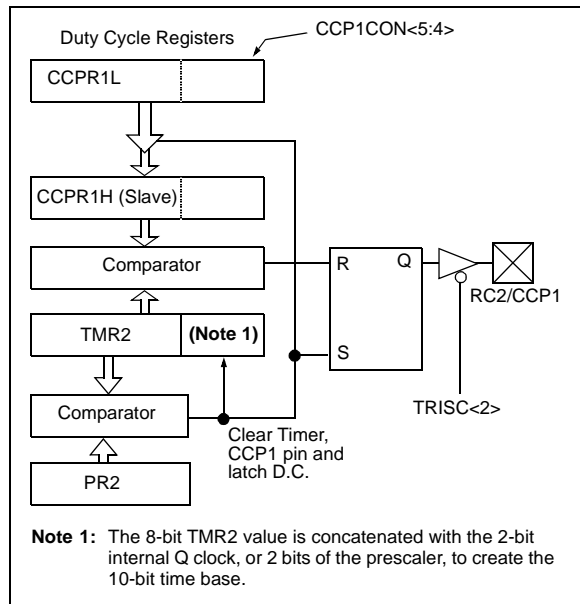 Duty Cycle Registers
CCP1CON<5:4>
CCPR1L
CCPR1H (Slave)
Comparator
R
Q
RC2/CCP1
TMR2
(Note 1)
S
TRISC<2>
Comparator
Clear Timer,
CCP1 pin and
latch D.C.
PR2
Note 1: The 8-bit TMR2 value is concatenated with the 2-bit
internal Q clock, or 2 bits of the prescaler, to create the
10-bit time base.